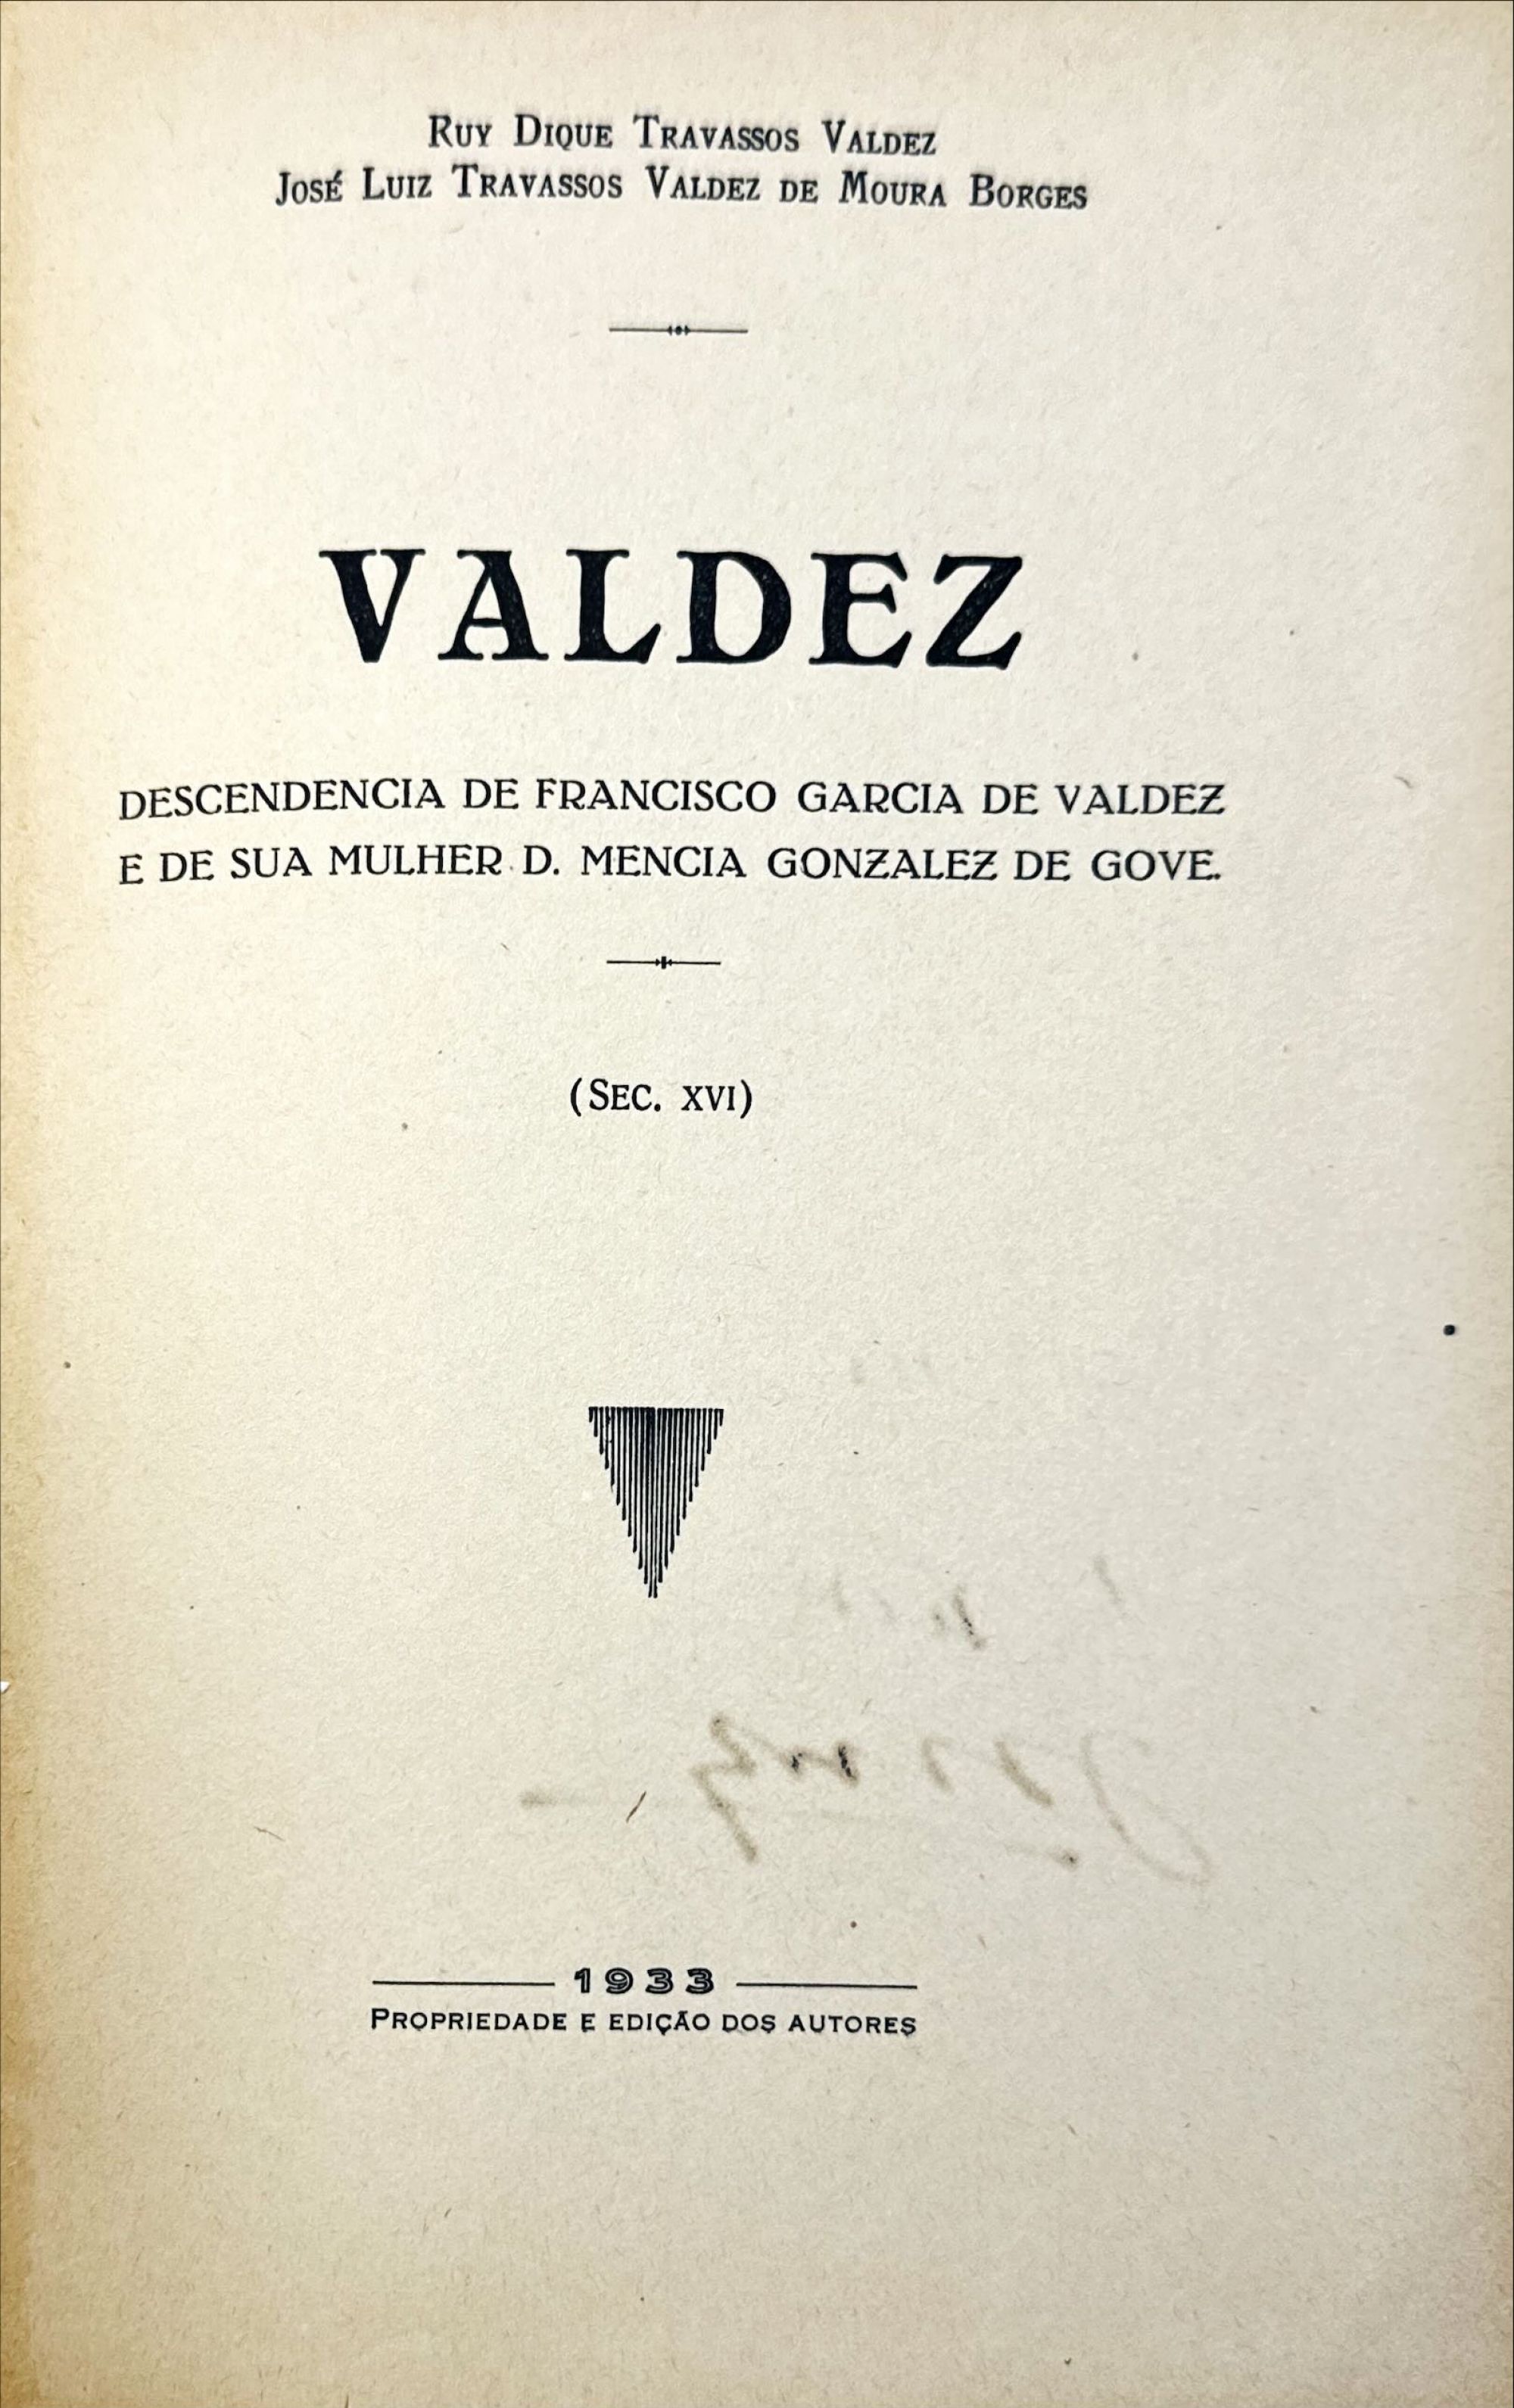 Ruy Dique Travassos Valdez
José Luiz Travassos Valdez de Moura Borges
VALDEZ
DESCENDENCIA DE FRANCISCO GARCIA DE VALDEZ
E DE SUA MULHER D. MENCIA GONZALEZ DE GOVE.
(Sec. XVI)
1933
Propriedade e edição dos autores